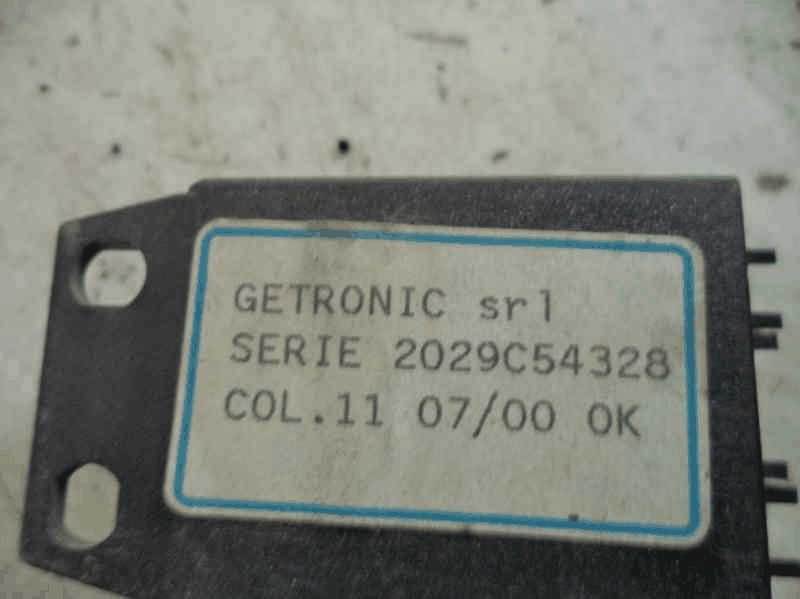 GETRONIC srl
SERIE 2029C54328
COL.11 07/00 OK